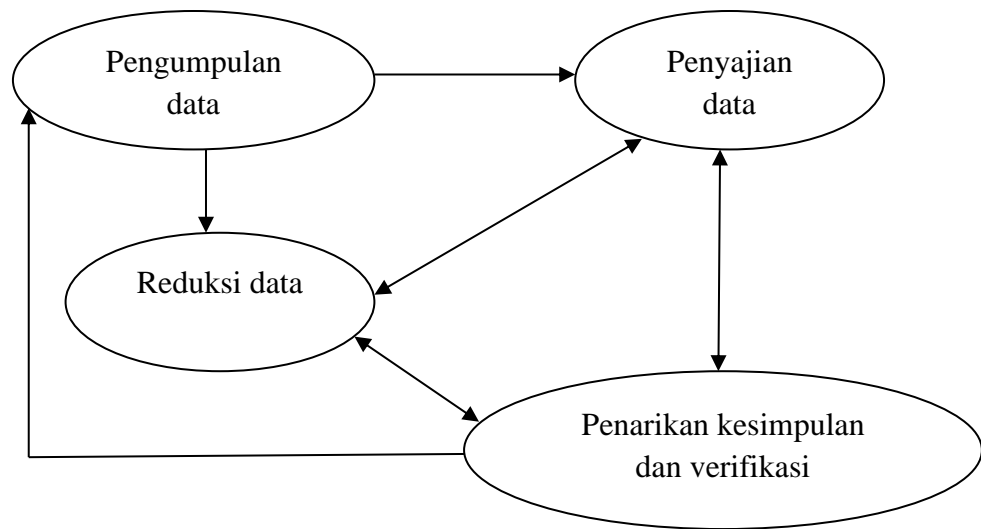 Pengumpulan
data
Penyajian
data
Reduksi data
Penarikan kesimpulan
dan verifikasi